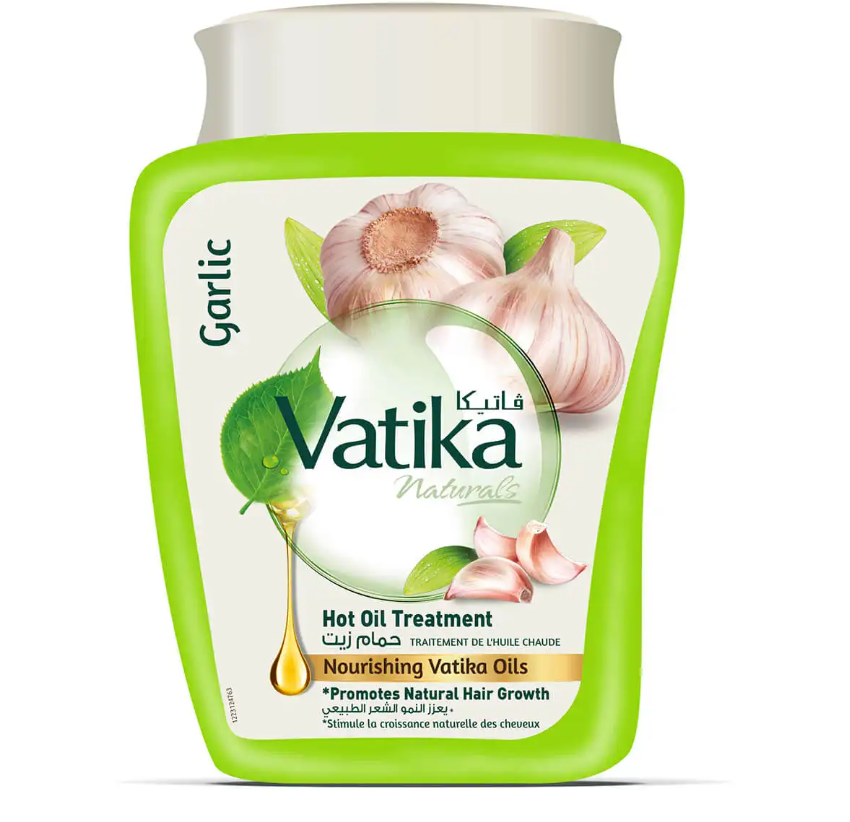 Garlic
ڤاتيكا
Vatika
Naturals
Hot Oil Treatment
حمام زيت TRAITEMENT DE L'HUILE CHAUDE
Nourishing Vatika Oils
*Promotes Natural Hair Growth
*يعزز النمو الشعر الطبيعي
*Stimule la croissance naturelle des cheveux